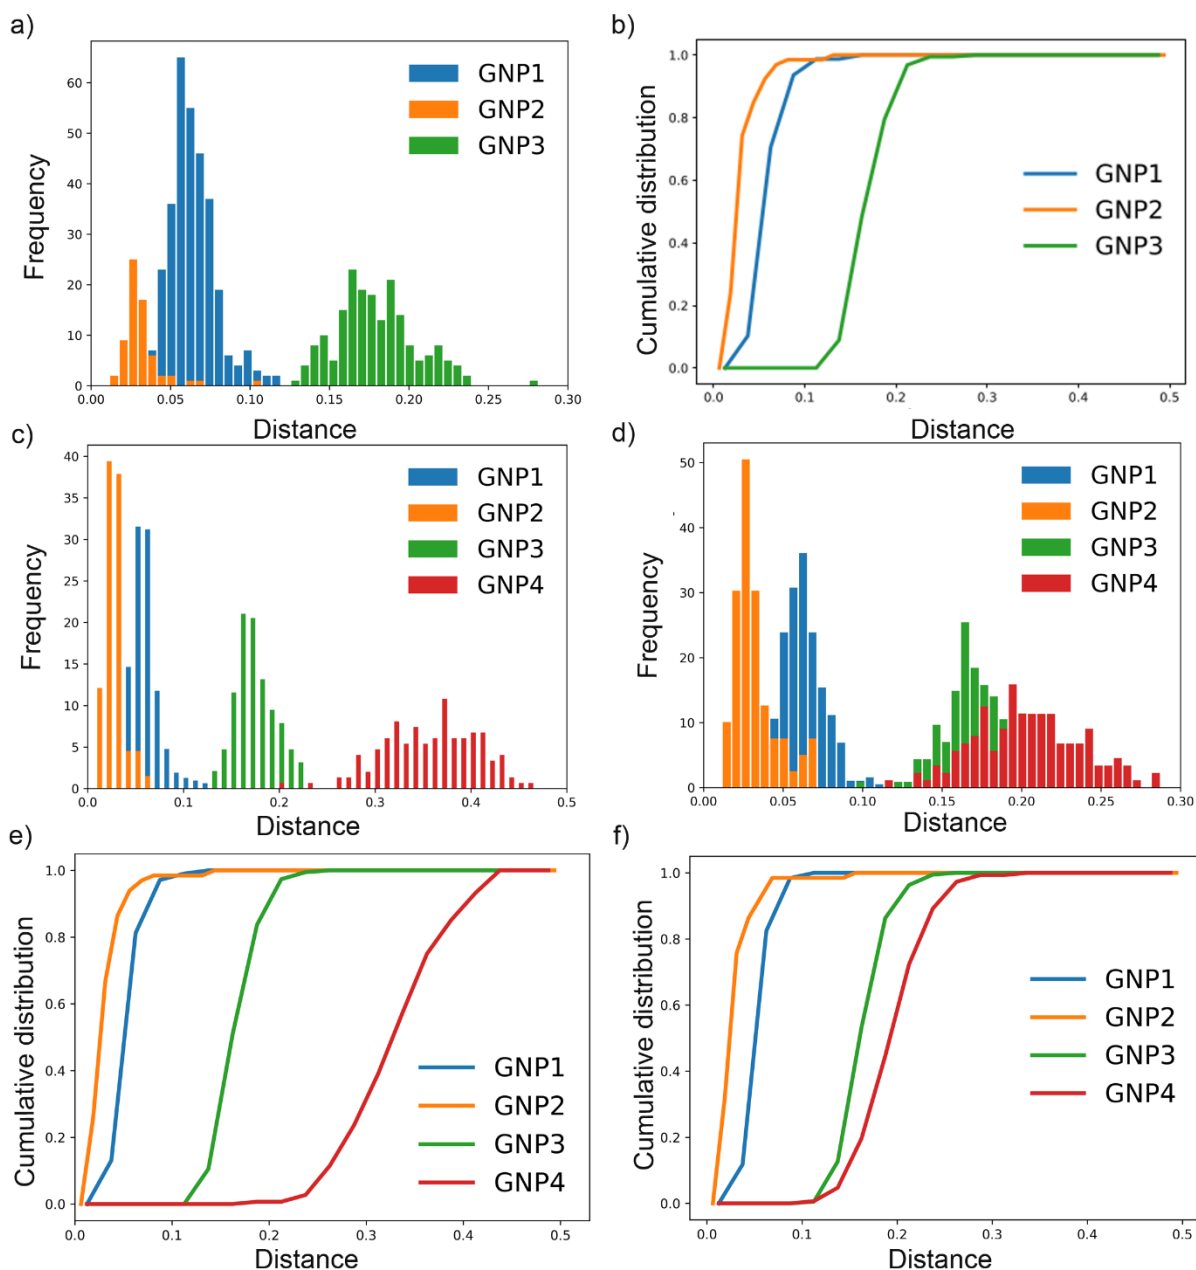 a)
Frequency
60
50
40
30
20
10
0
0.00 0.05 0.10 0.15 0.20 0.25 0.30
Distance
GNP1
GNP2
GNP3
b)
Cumulative distribution
1.0
0.8
0.6
0.4
0.2
0.0
0.0 0.1 0.2 0.3 0.4 0.5
Distance
GNP1
GNP2
GNP3
c)
Frequency
40
35
30
25
20
15
10
5
0
0.0 0.1 0.2 0.3 0.4 0.5
Distance
GNP1
GNP2
GNP3
GNP4
d)
Frequency
50
40
30
20
10
0
0.00 0.05 0.10 0.15 0.20 0.25 0.30
Distance
GNP1
GNP2
GNP3
GNP4
e)
Cumulative distribution
1.0
0.8
0.6
0.4
0.2
0.0
0.0 0.1 0.2 0.3 0.4 0.5
Distance
GNP1
GNP2
GNP3
GNP4
f)
Cumulative distribution
1.0
0.8
0.6
0.4
0.2
0.0
0.0 0.1 0.2 0.3 0.4 0.5
Distance
GNP1
GNP2
GNP3
GNP4